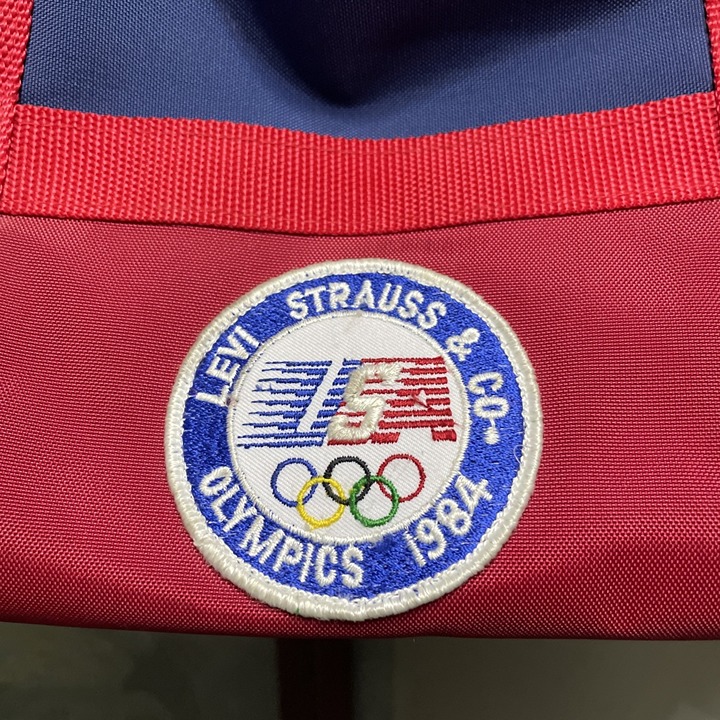 LEVI STRAUSS & CO.
USA
OLYMPICS 1984